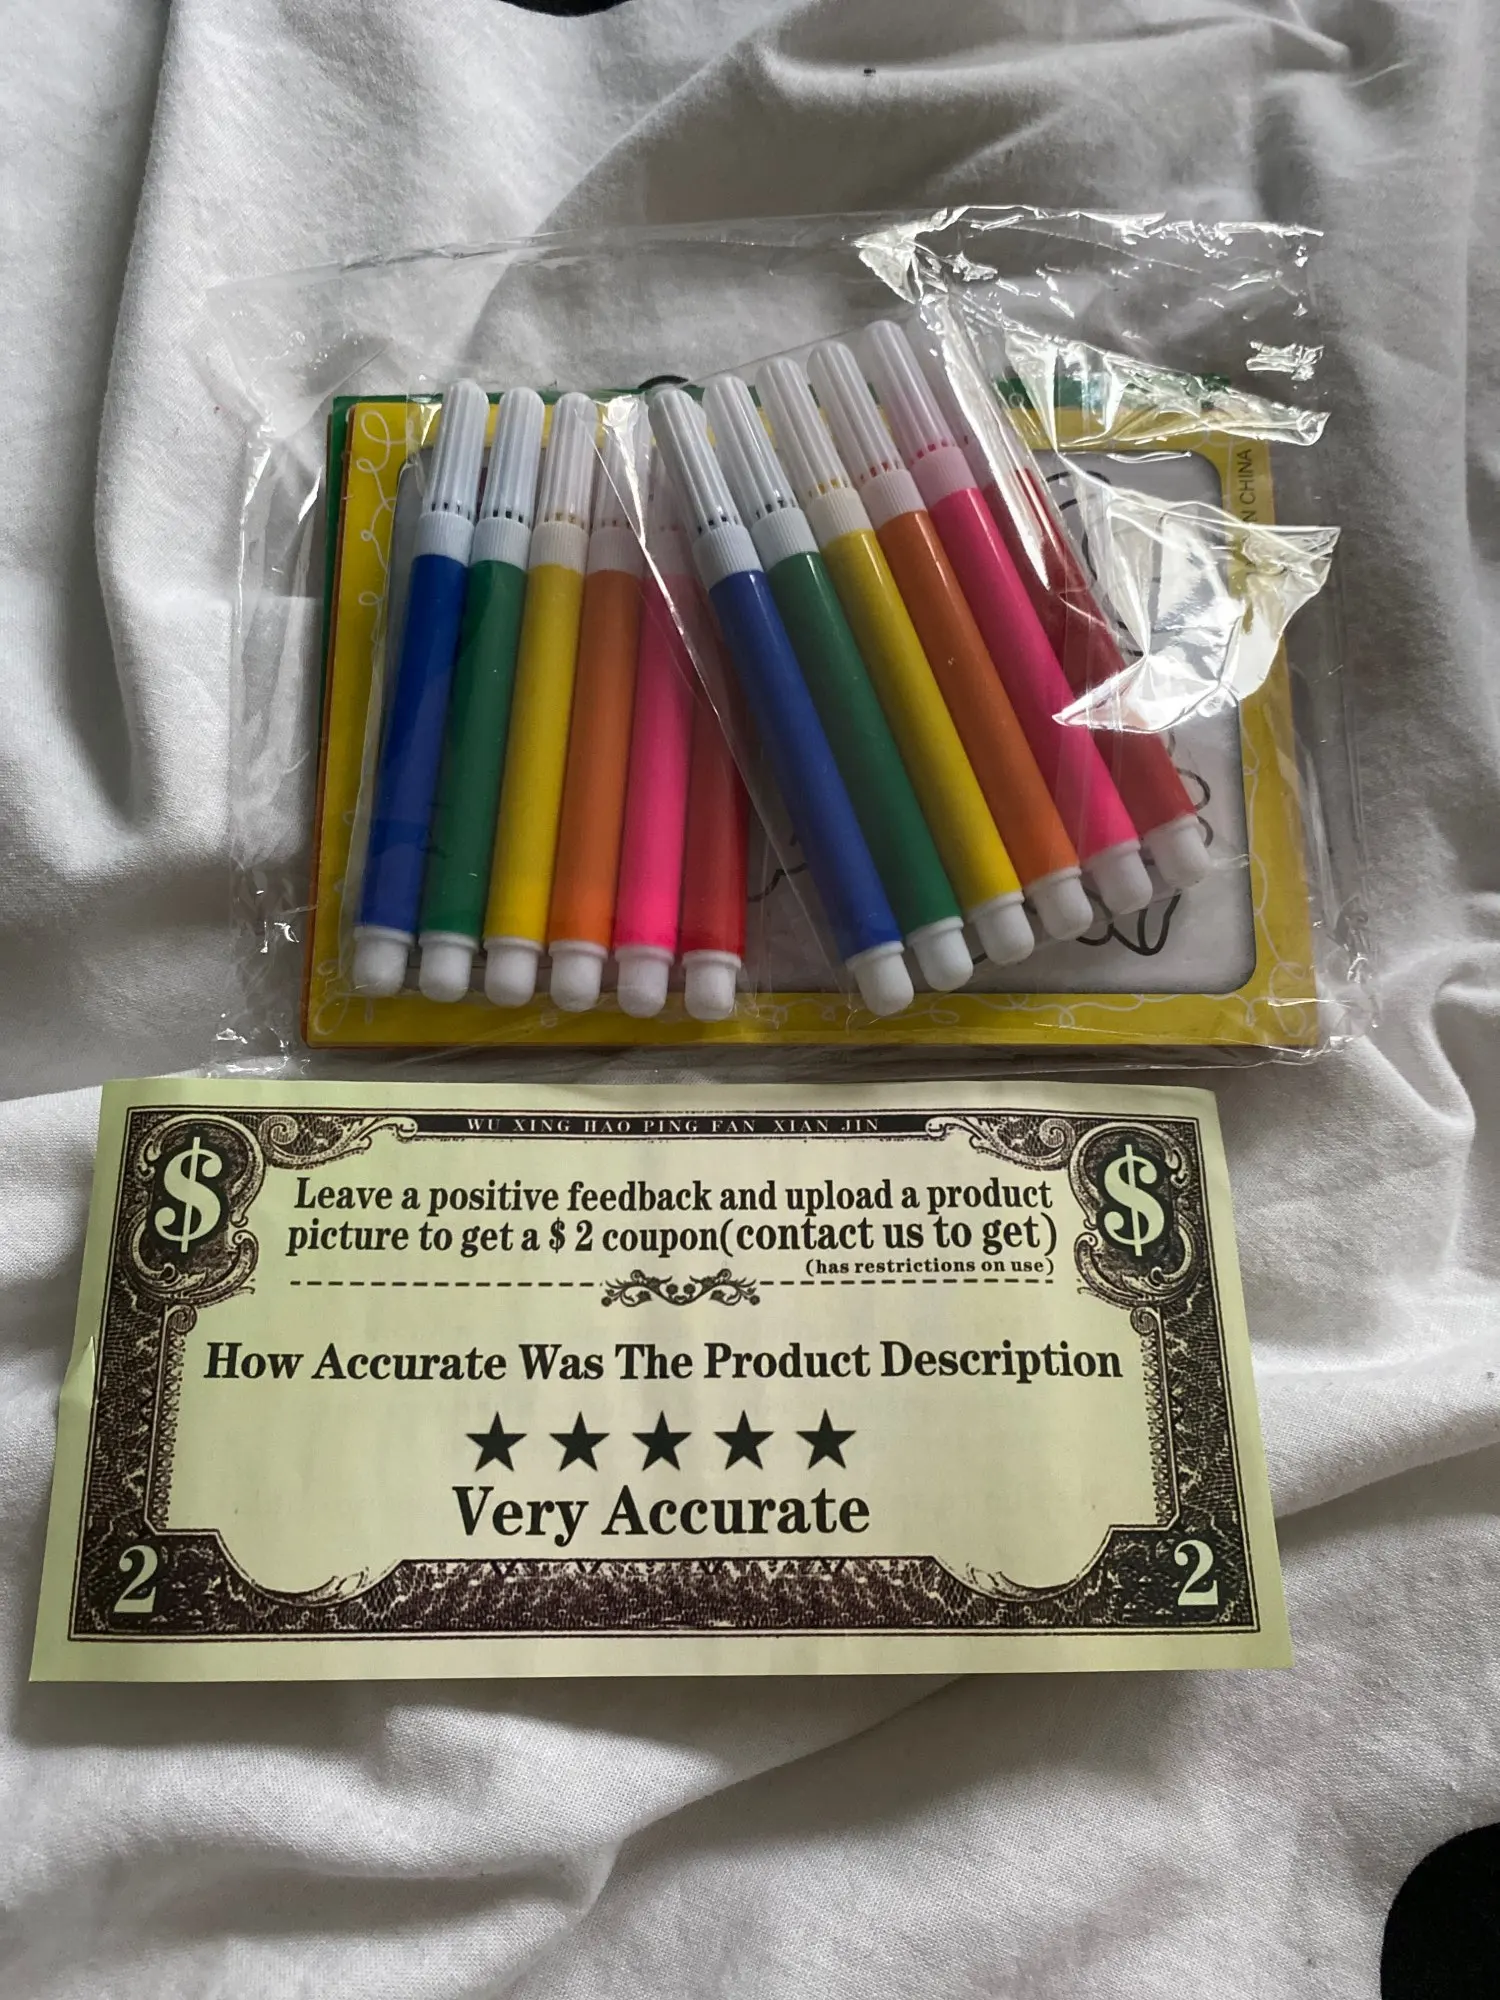 N CHINA
WU XING HAO PING FAN XIAN JIN
$ $
Leave a positive feedback and upload a product
picture to get a $ 2 coupon(contact us to get)
(has restrictions on use)
How Accurate Was The Product Description
Very Accurate
2 2